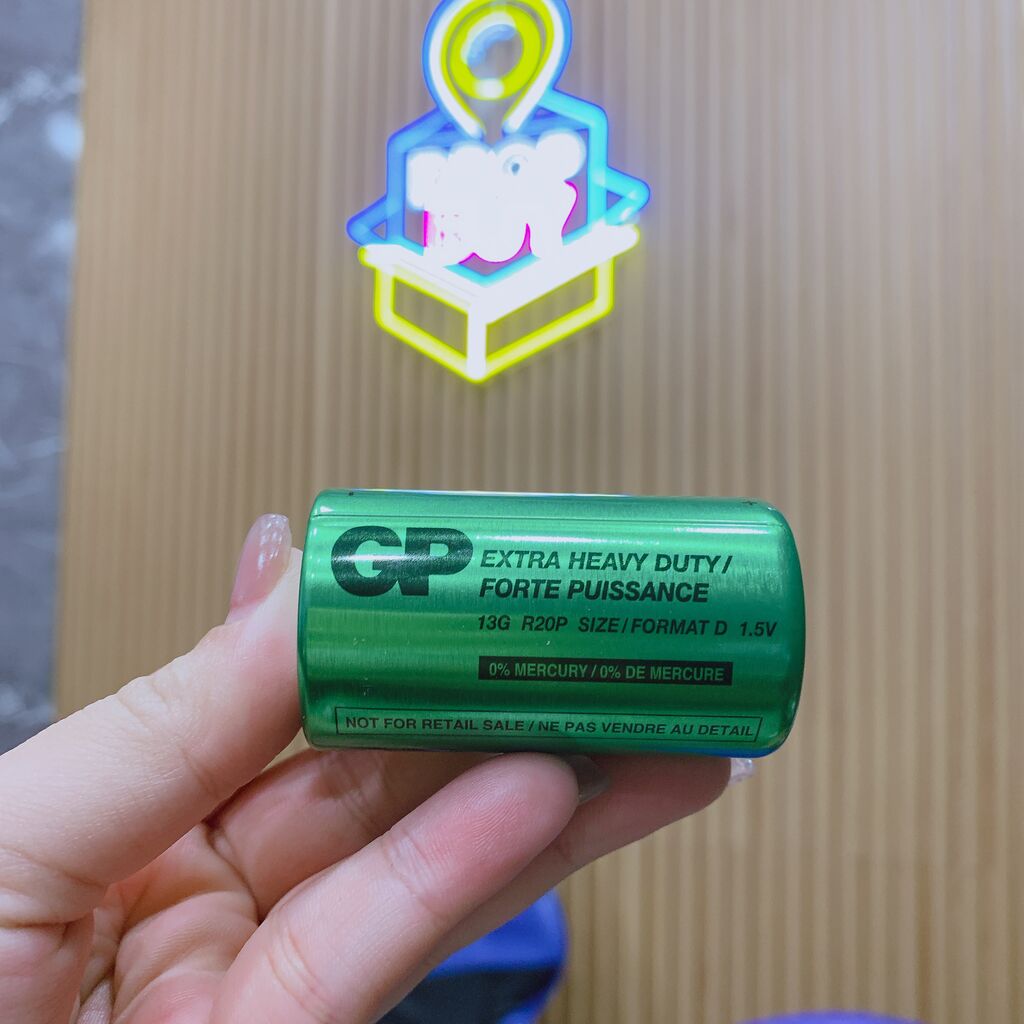 GP
EXTRA HEAVY DUTY/
FORTE PUISSANCE
13G R20P SIZE/FORMAT D 1.5V
0% MERCURY/0% DE MERCURE
NOT FOR RETAIL SALE/NE PAS VENDRE AU DETAIL